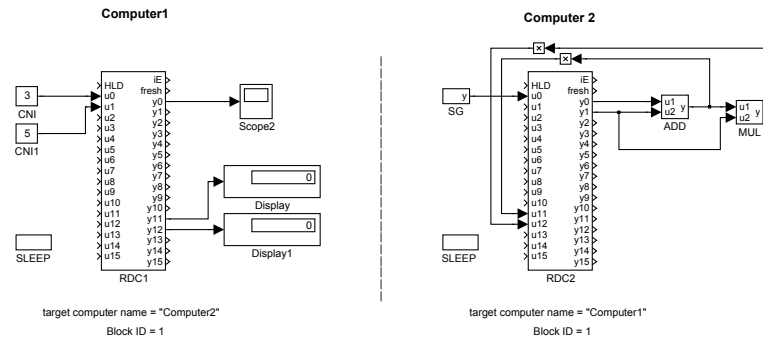 Computer1
HLD
u0
u1
u2
u3
u4
u5
u6
u7
u8
u9
u10
u11
u12
u13
u14
u15
iE
fresh
y0
y1
y2
y3
y4
y5
y6
y7
y8
y9
y10
y11
y12
y13
y14
y15
RDC1
3
CNI
5
CNI1
SLEEP
Scope2
0
Display
0
Display1
target computer name = "Computer2"
Block ID = 1
Computer 2
y
SG
SLEEP
HLD
u0
u1
u2
u3
u4
u5
u6
u7
u8
u9
u10
u11
u12
u13
u14
u15
iE
fresh
y0
y1
y2
y3
y4
y5
y6
y7
y8
y9
y10
y11
y12
y13
y14
y15
RDC2
u1
u2
y
ADD
u1
u2
y
MUL
target computer name = "Computer1"
Block ID = 1